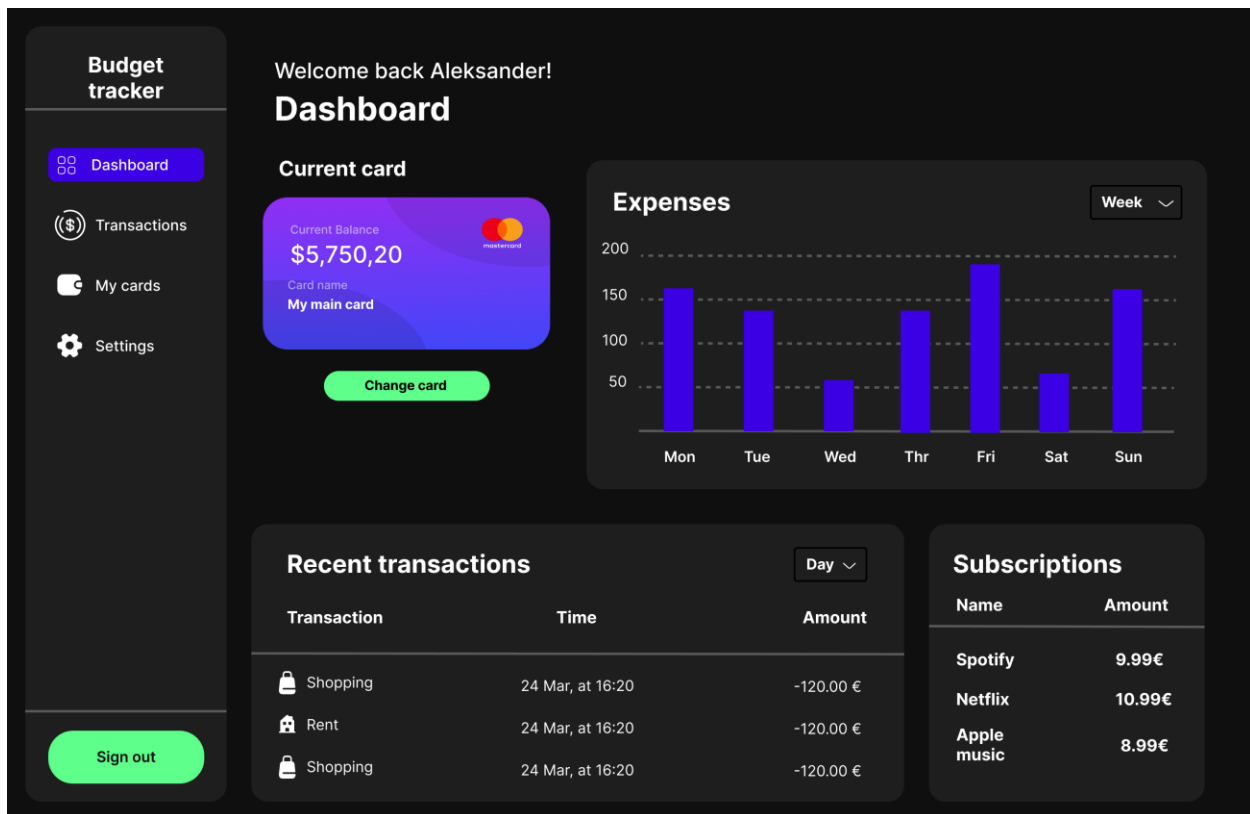 Budget
tracker
Dashboard
Transactions
My cards
Settings
Sign out
Welcome back Aleksander!
Dashboard
Current card
Current Balance
$5,750,20
mastercard
Card name
My main card
Change card
Expenses
Week
200
150
100
50
Mon Tue Wed Thr Fri Sat Sun
Recent transactions
Day
Transaction Time Amount
Shopping 24 Mar, at 16:20 -120.00 €
Rent 24 Mar, at 16:20 -120.00 €
Shopping 24 Mar, at 16:20 -120.00 €
Subscriptions
Name Amount
Spotify 9.99€
Netflix 10.99€
Apple
music 8.99€